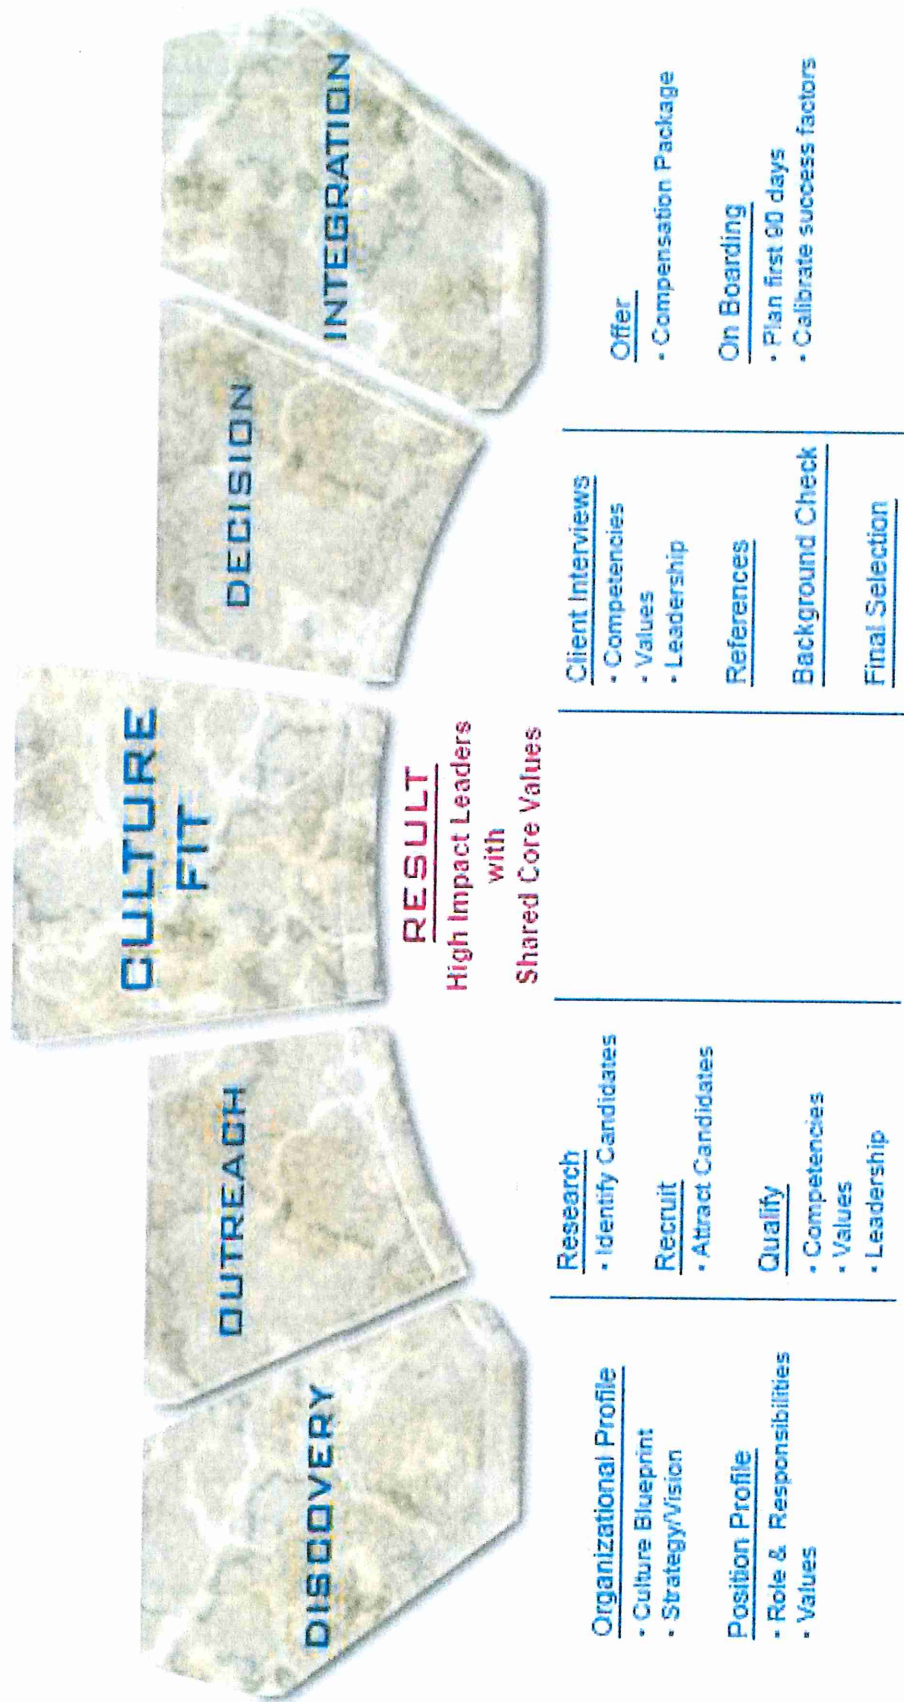 DISCOVERY
OUTREACH
CULTURE
FIT
DECISION
INTEGRATION
RESULT
High Impact Leaders
with
Shared Core Values
Organizational Profile
• Culture Blueprint
• Strategy/Vision
Position Profile
• Role & Responsibilities
• Values
Research
• Identify Candidates
Recruit
• Attract Candidates
Qualify
• Competencies
• Values
• Leadership
Client Interviews
• Competencies
• Values
• Leadership
References
Background Check
Final Selection
Offer
• Compensation Package
On Boarding
• Plan first 90 days
• Calibrate success factors